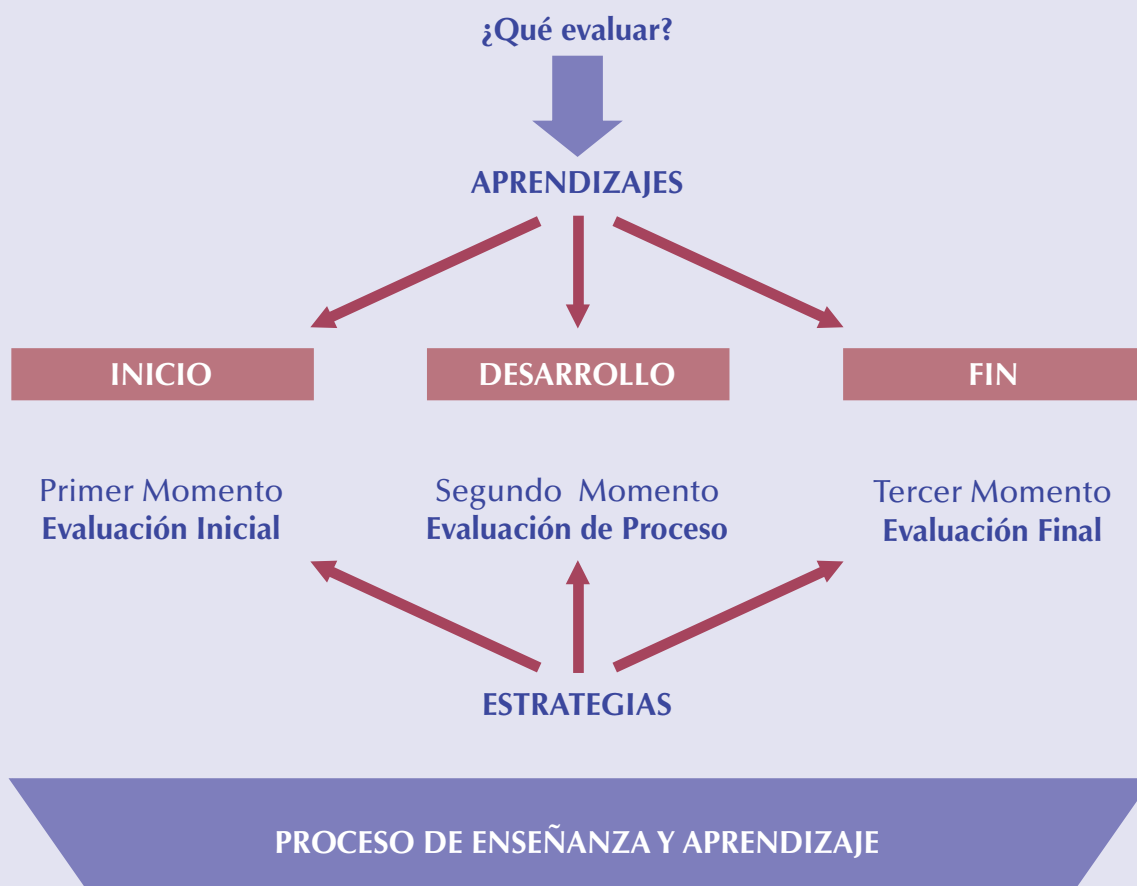 ¿Qué evaluar?
APRENDIZAJES
INICIO
DESARROLLO
FIN
Primer Momento
Evaluación Inicial
Segundo Momento
Evaluación de Proceso
Tercer Momento
Evaluación Final
ESTRATEGIAS
PROCESO DE ENSEÑANZA Y APRENDIZAJE